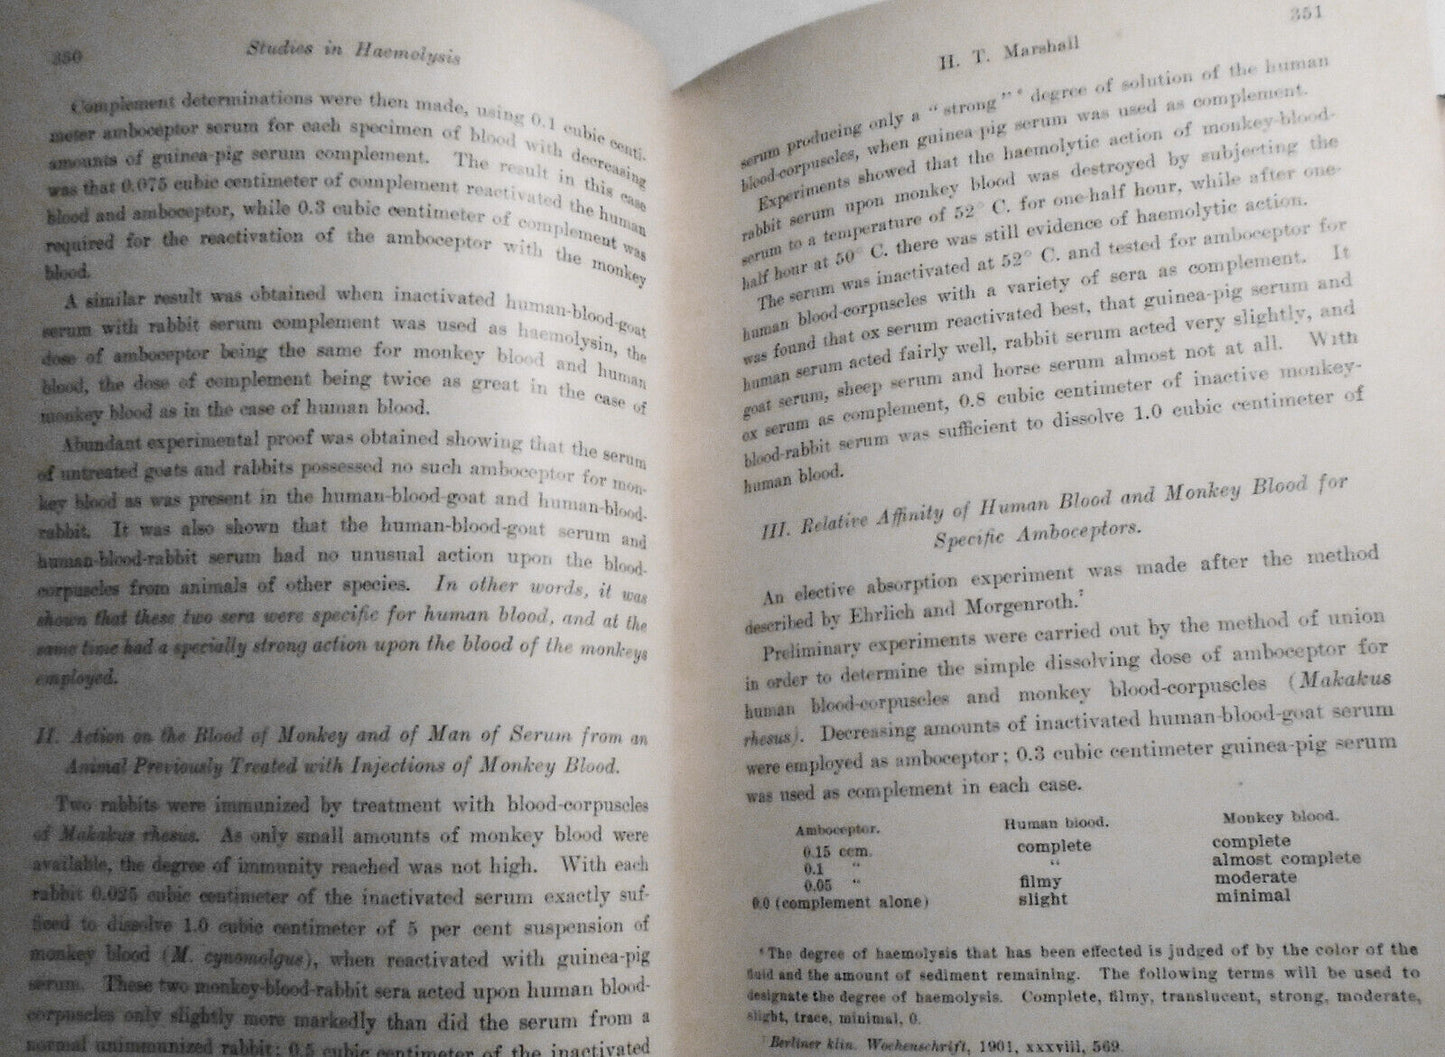 350
Studies in Haemolysis
Complement determinations were then made, using 0.1 cubic centi-
meter amboceptor serum for each specimen of blood with decreasing
amounts of guinea-pig serum complement. The result in this case
was that 0.075 cubic centimeter of complement reactivated the human
blood and amboceptor, while 0.3 cubic centimeter of complement was
required for the reactivation of the amboceptor with the monkey
blood.
A similar result was obtained when inactivated human-blood-goat
serum with rabbit serum complement was used as haemolysin, the
dose of amboceptor being the same for monkey blood and human
blood, the dose of complement being twice as great in the case of
monkey blood as in the case of human blood.
Abundant experimental proof was obtained showing that the serum
of untreated goats and rabbits possessed no such amboceptor for mon-
key blood as was present in the human-blood-goat and human-blood-
rabbit. It was also shown that the human-blood-goat serum and
human-blood-rabbit serum had no unusual action upon the blood-
corpuscles from animals of other species. In other words, it was
shown that these two sera were specific for human blood, and at the
same time had a specially strong action upon the blood of the monkeys
employed.
II. Action on the Blood of Monkey and of Man of Serum from an
Animal Previously Treated with Injections of Monkey Blood.
Two rabbits were immunized by treatment with blood-corpuscles
of Makakus rhesus. As only small amounts of monkey blood were
available, the degree of immunity reached was not high. With each
rabbit 0.025 cubic centimeter of the inactivated serum exactly suf-
ficed to dissolve 1.0 cubic centimeter of 5 per cent suspension of
monkey blood (M. cynomolgus), when reactivated with guinea-pig
serum. These two monkey-blood-rabbit sera acted upon human blood-
corpuscles only slightly more markedly than did the serum from a
normal unimmunized rabbit; 0.5 cubic centimeter of the inactivated
351
H. T. Marshall
serum producing only a "strong" ⁶ degree of solution of the human
blood-corpuscles, when guinea-pig serum was used as complement.
Experiments showed that the haemolytic action of monkey-blood-
rabbit serum upon monkey blood was destroyed by subjecting the
serum to a temperature of 52° C. for one-half hour, while after one-
half hour at 50° C. there was still evidence of haemolytic action.
The serum was inactivated at 52° C. and tested for amboceptor for
human blood-corpuscles with a variety of sera as complement. It
was found that ox serum reactivated best, that guinea-pig serum and
human serum acted fairly well, rabbit serum acted very slightly, and
goat serum, sheep serum and horse serum almost not at all. With
ox serum as complement, 0.8 cubic centimeter of inactive monkey-
blood-rabbit serum was sufficient to dissolve 1.0 cubic centimeter of
human blood.
III. Relative Affinity of Human Blood and Monkey Blood for
Specific Amboceptors.
An elective absorption experiment was made after the method
described by Ehrlich and Morgenroth.⁷
Preliminary experiments were carried out by the method of union
in order to determine the simple dissolving dose of amboceptor for
human blood-corpuscles and monkey blood-corpuscles (Makakus
rhesus). Decreasing amounts of inactivated human-blood-goat serum
were employed as amboceptor; 0.3 cubic centimeter guinea-pig serum
was used as complement in each case.
Amboceptor. Human blood. Monkey blood.
0.15 ccm. complete complete
0.1 " " almost complete
0.05 " filmy moderate
0.0 (complement alone) slight minimal
⁶ The degree of haemolysis that has been effected is judged of by the color of the
fluid and the amount of sediment remaining. The following terms will be used to
designate the degree of haemolysis. Complete, filmy, translucent, strong, moderate,
slight, trace, minimal, 0.
⁷ Berliner klin. Wochenschrift, 1901, xxxviii, 569.